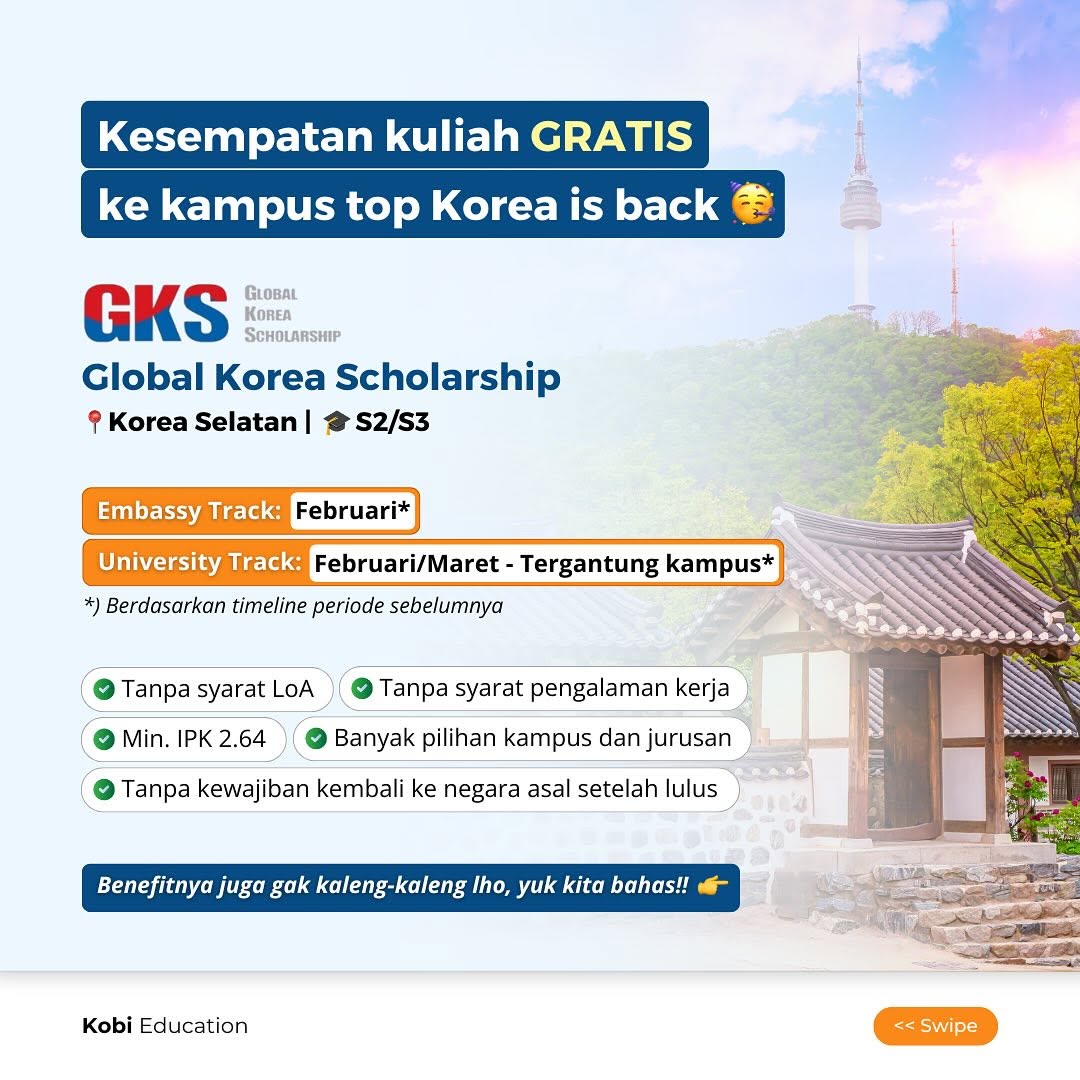 Kesempatan kuliah GRATIS
ke kampus top Korea is back 🥳
GKS
GLOBAL
KOREA
SCHOLARSHIP
Global Korea Scholarship
📍Korea Selatan | 🎓 S2/S3
Embassy Track: Februari*
University Track: Februari/Maret - Tergantung kampus*
*) Berdasarkan timeline periode sebelumnya
Tanpa syarat LoA
Tanpa syarat pengalaman kerja
Min. IPK 2.64
Banyak pilihan kampus dan jurusan
Tanpa kewajiban kembali ke negara asal setelah lulus
Benefitnya juga gak kaleng-kaleng lho, yuk kita bahas!! 👉
Kobi Education
<< Swipe